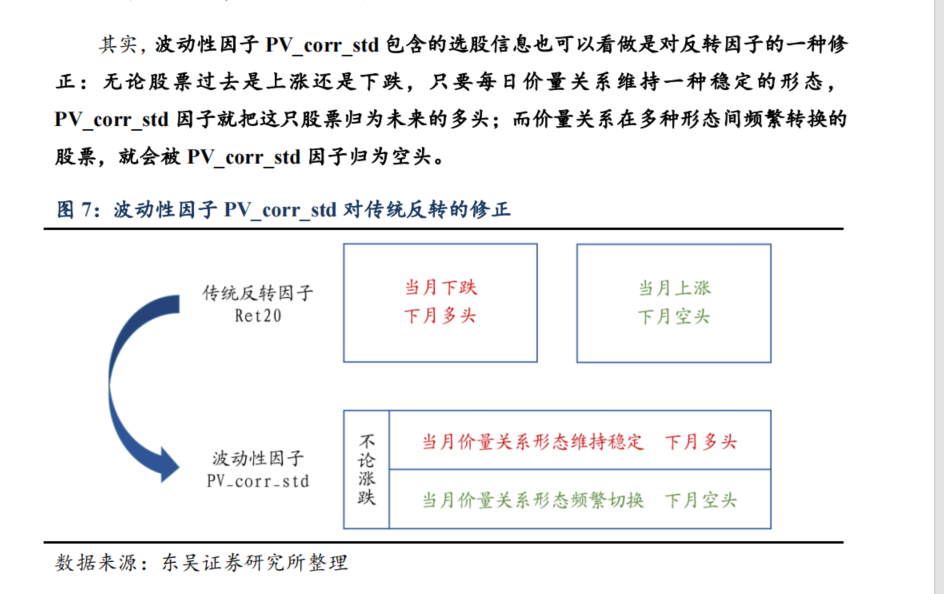 其实，波动性因子 PV_corr_std 包含的选股信息也可以看做是对反转因子的一种修
正：无论股票过去是上涨还是下跌，只要每日价量关系维持一种稳定的形态，
PV_corr_std 因子就把这只股票归为未来的多头；而价量关系在多种形态间频繁转换的
股票，就会被 PV_corr_std 因子归为空头。
图 7：波动性因子 PV_corr_std 对传统反转的修正
传统反转因子
Ret20
当月下跌
下月多头
当月上涨
下月空头
波动性因子
PV_corr_std
不论涨跌
当月价量关系形态维持稳定 下月多头
当月价量关系形态频繁切换 下月空头
数据来源：东吴证券研究所整理